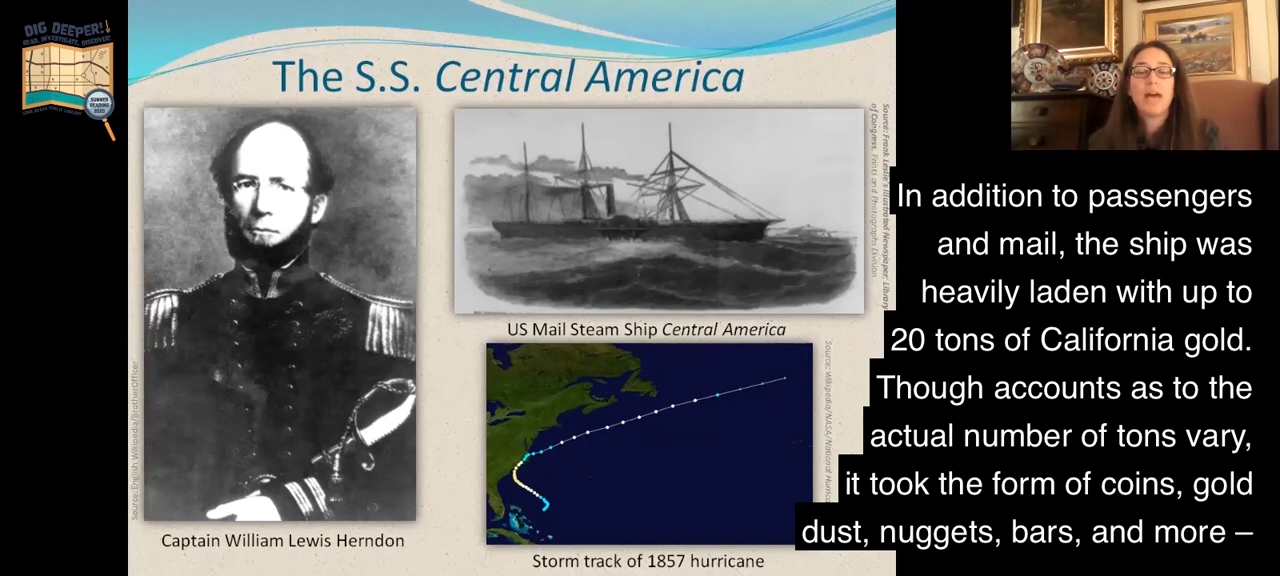 DIG DEEPER!
READ. INVESTIGATE. DISCOVER!
SUMMER
READING
2020
LONG BEACH PUBLIC LIBRARY
The S.S. Central America
Source: Frank Leslie's Illustrated Newspaper, Library
of Congress, Prints and Photographs Division
US Mail Steam Ship Central America
Source: English Wikipedia/BrotherOfficer
Source: Wikipedia/NASA/National
Captain William Lewis Herndon
Storm track of 1857 hurricane
In addition to passengers
and mail, the ship was
heavily laden with up to
20 tons of California gold.
Though accounts as to the
actual number of tons vary,
it took the form of coins, gold
dust, nuggets, bars, and more –